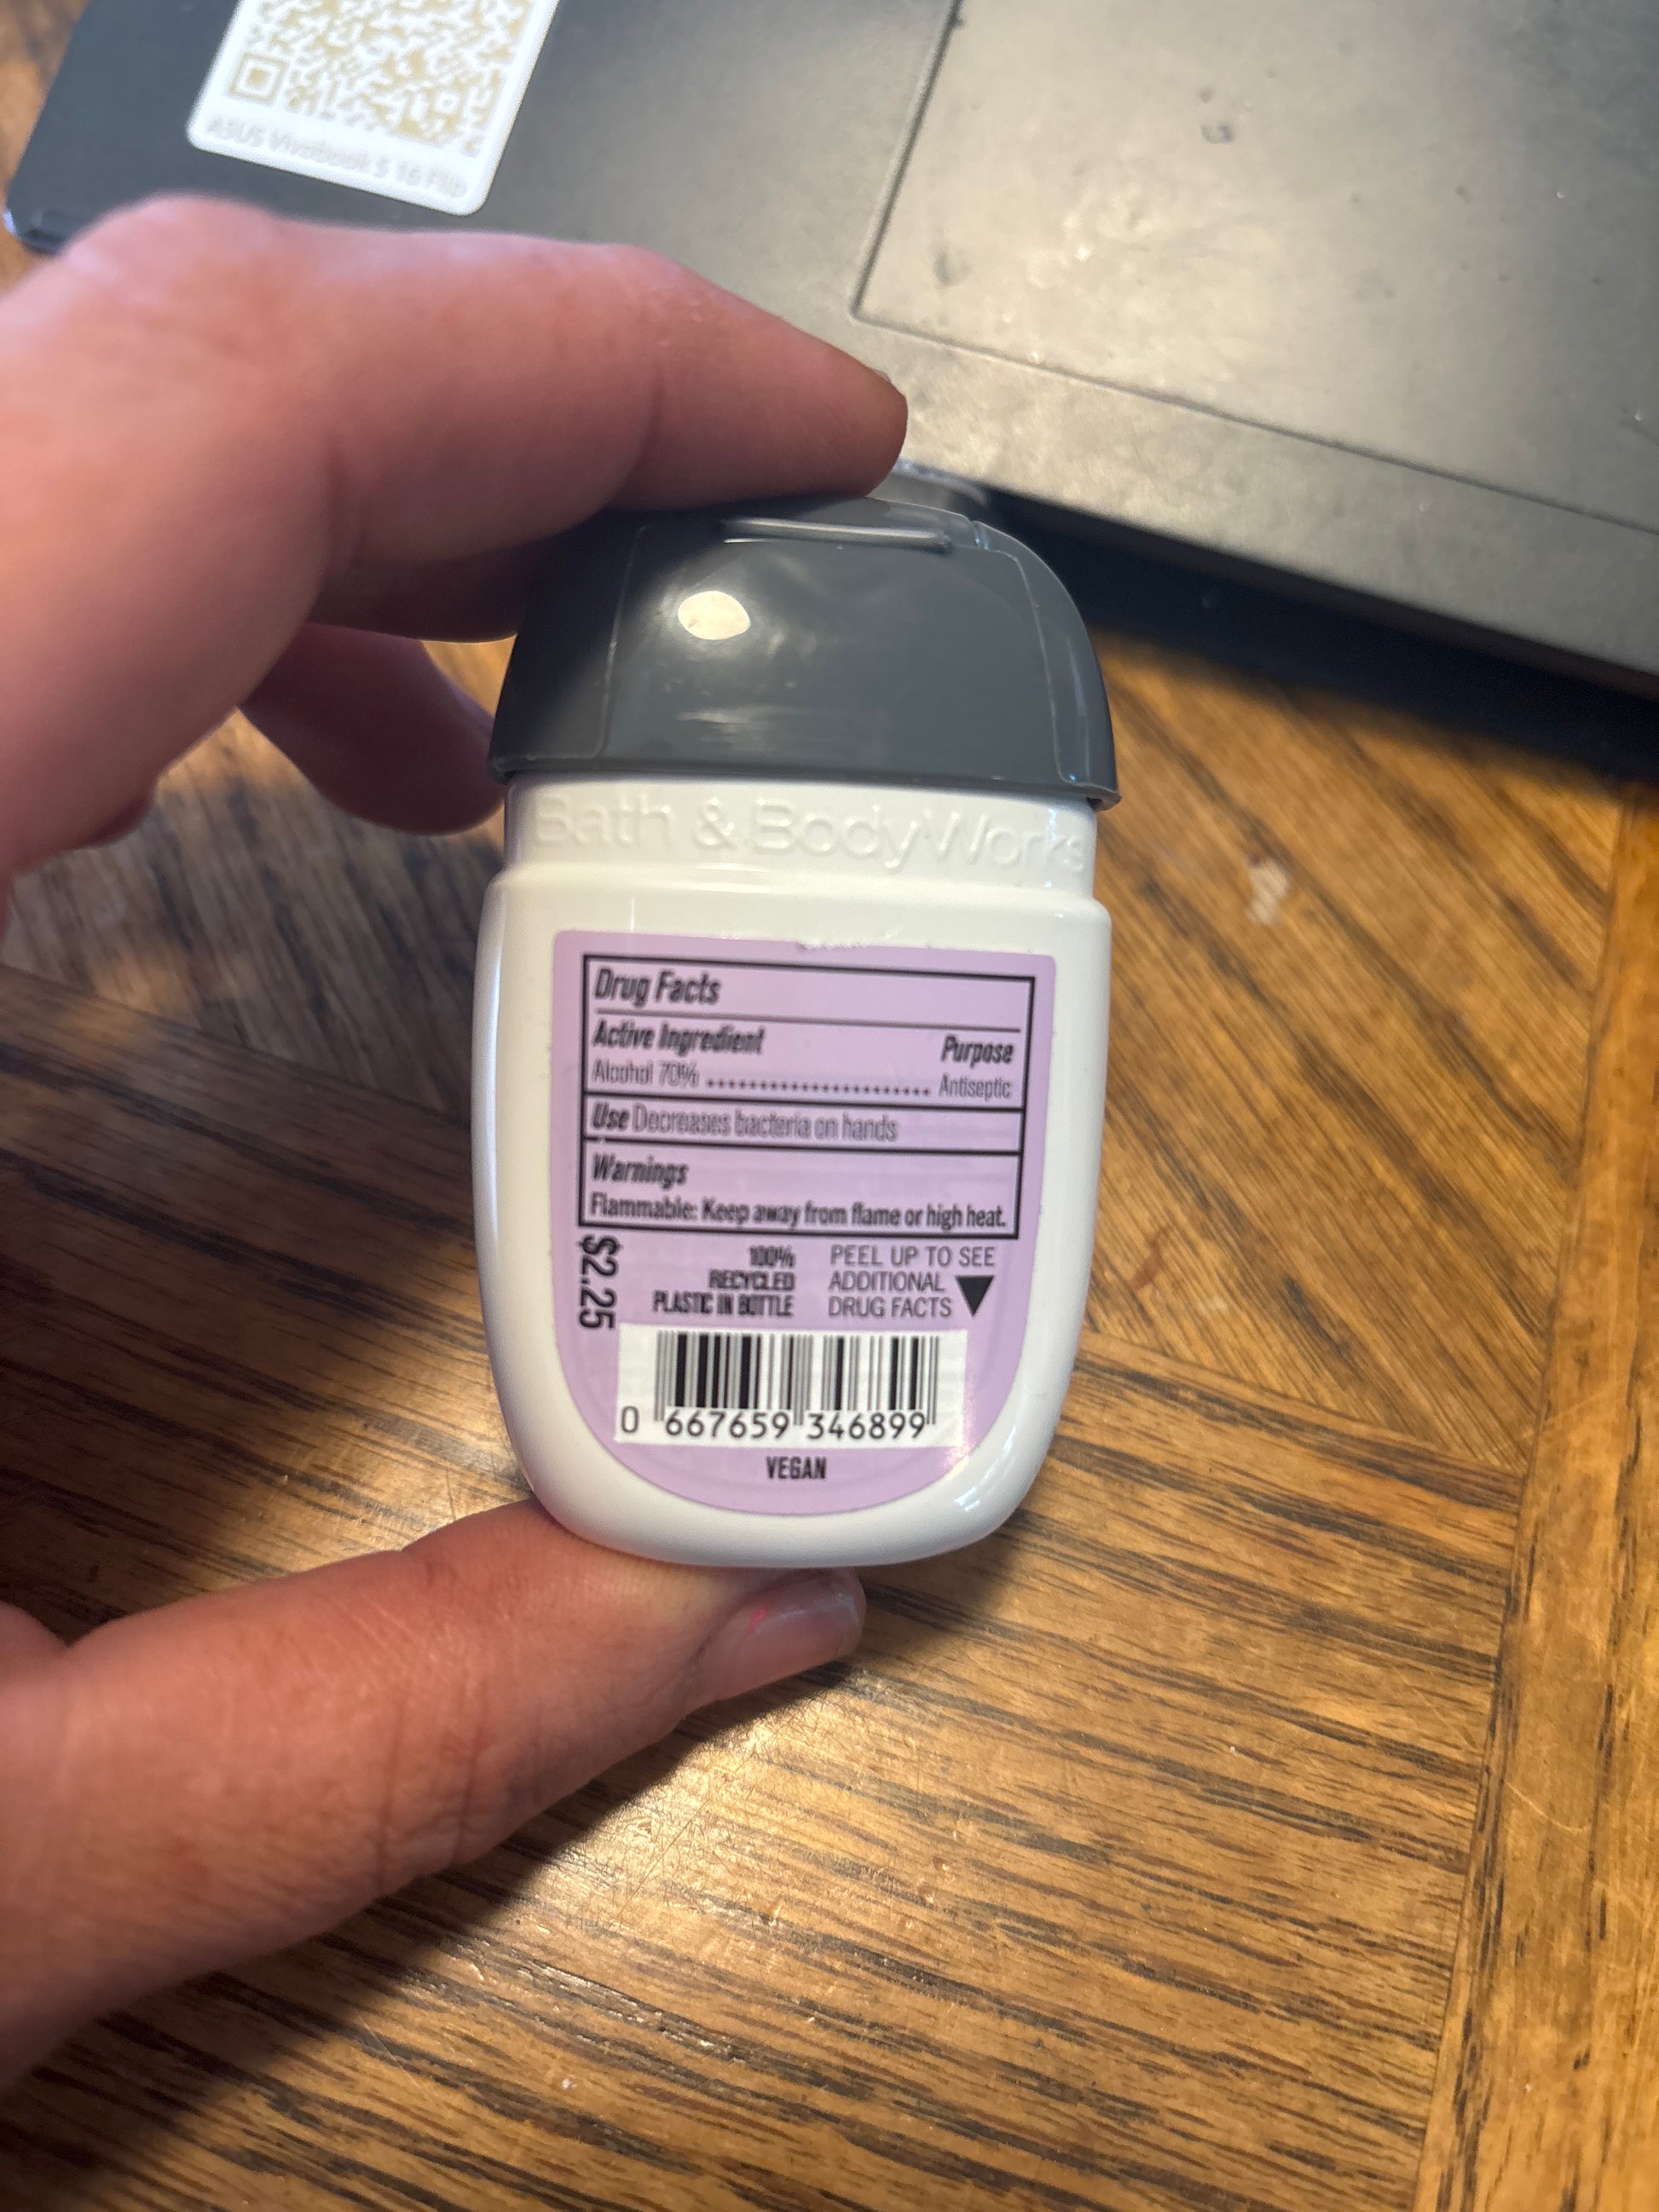 ASUS Vivobook S 16 Flip
Bath & Body Works
Drug Facts
Active Ingredient Purpose
Alcohol 70% ........................ Antiseptic
Use Decreases bacteria on hands
Warnings
Flammable: Keep away from flame or high heat.
$2.25
100%
RECYCLED
PLASTIC IN BOTTLE
PEEL UP TO SEE
ADDITIONAL
DRUG FACTS
0 667659 346899
VEGAN